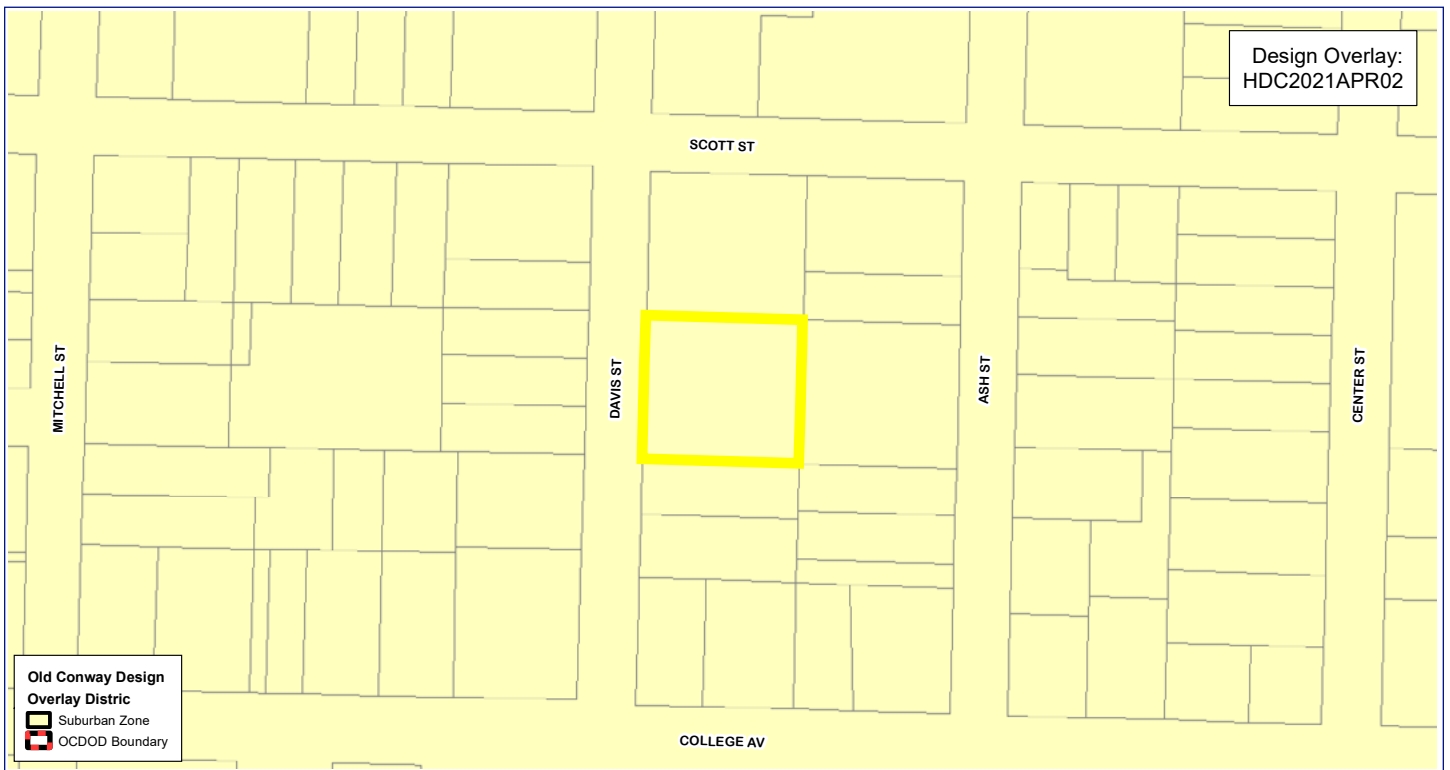 Design Overlay:
HDC2021APR02
SCOTT ST
MITCHELL ST
DAVIS ST
ASH ST
CENTER ST
Old Conway Design
Overlay Distric
Suburban Zone
OCDOD Boundary
COLLEGE AV